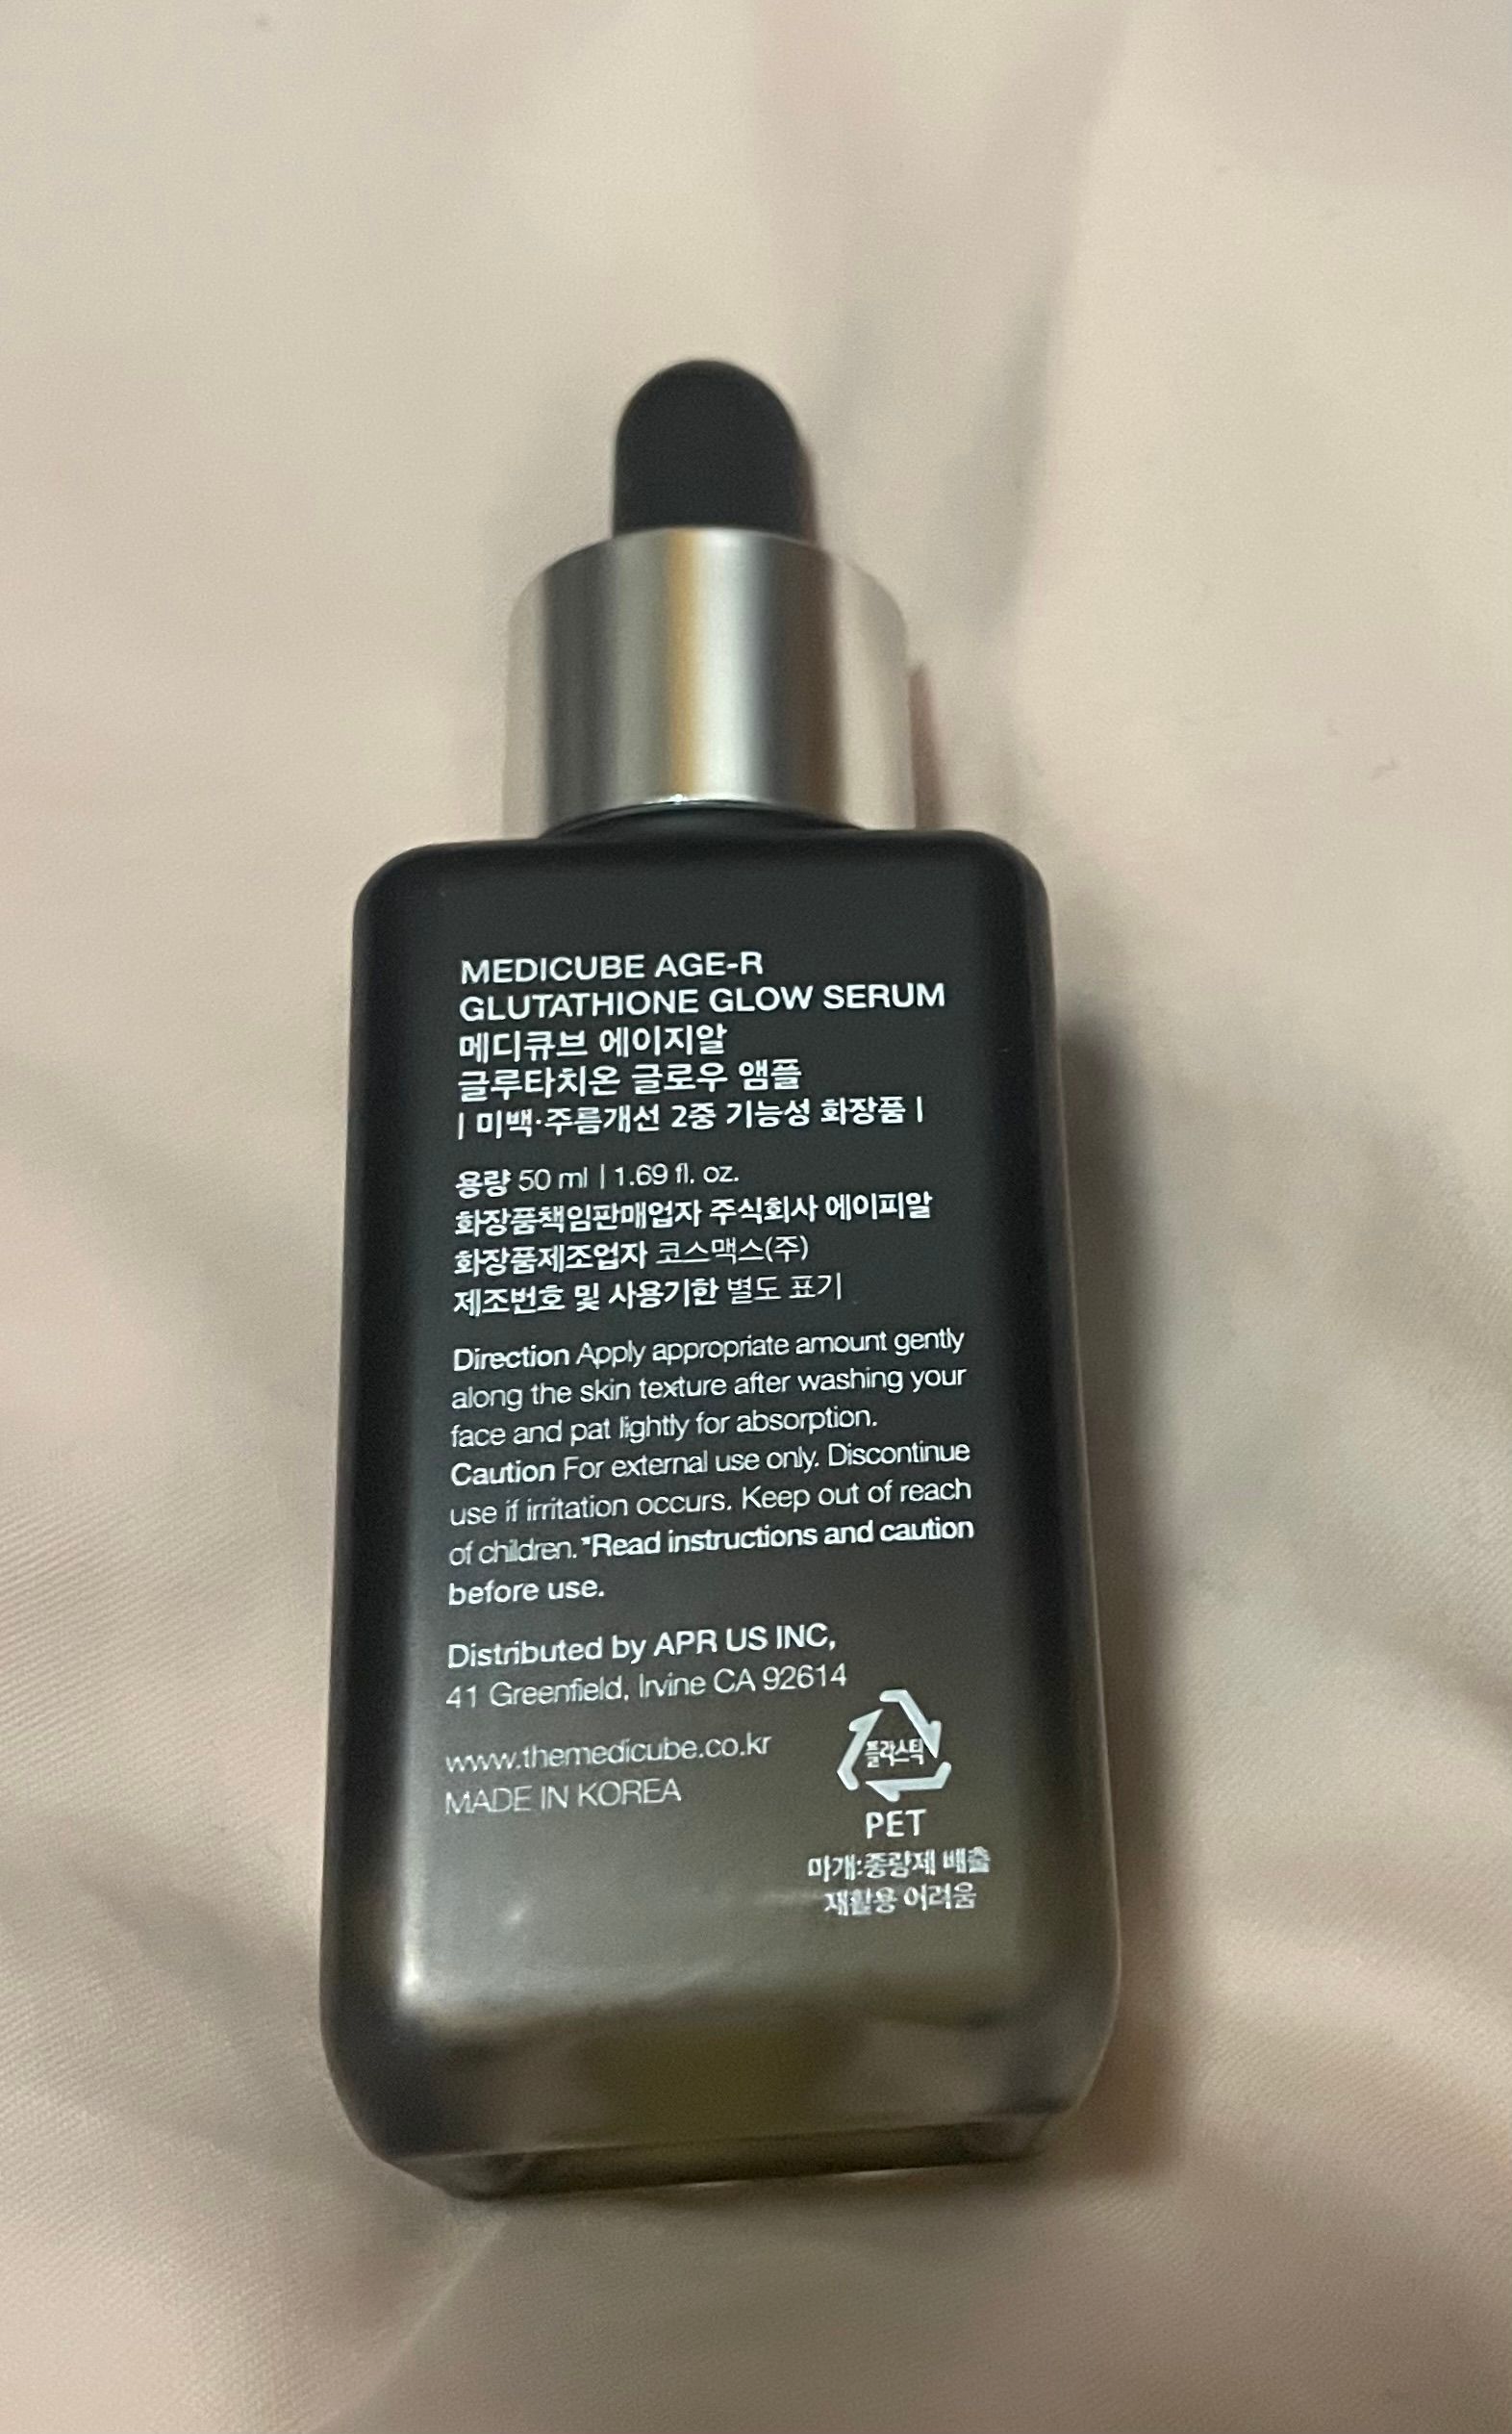 MEDICUBE AGE-R
GLUTATHIONE GLOW SERUM
메디큐브 에이지알
글루타치온 글로우 앰플
| 미백·주름개선 2중 기능성 화장품 |
용량 50 ml | 1.69 fl. oz.
화장품책임판매업자 주식회사 에이피알
화장품제조업자 코스맥스(주)
제조번호 및 사용기한 별도 표기
Direction Apply appropriate amount gently
along the skin texture after washing your
face and pat lightly for absorption.
Caution For external use only. Discontinue
use if irritation occurs. Keep out of reach
of children. *Read instructions and caution
before use.
Distributed by APR US INC,
41 Greenfield, Irvine CA 92614
www.themedicube.co.kr
MADE IN KOREA
플라스틱
PET
마개:종량제 배출
재활용 어려움